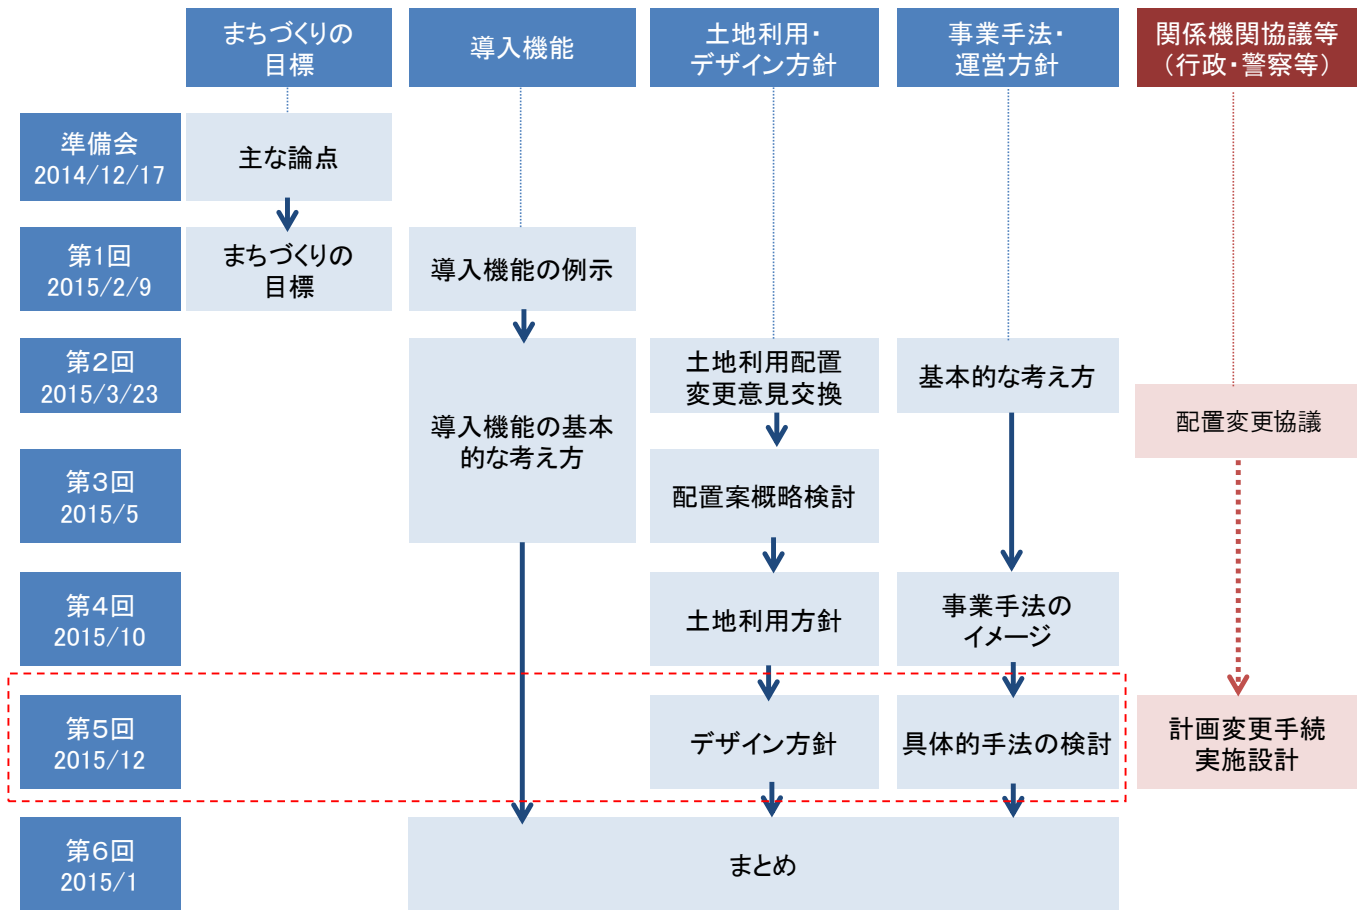 まちづくりの
目標
導入機能
土地利用・
デザイン方針
事業手法・
運営方針
関係機関協議等
（行政・警察等）
準備会
2014/12/17
主な論点
第1回
2015/2/9
まちづくりの
目標
導入機能の例示
第２回
2015/3/23
導入機能の基本
的な考え方
土地利用配置
変更意見交換
基本的な考え方
配置変更協議
第３回
2015/5
配置案概略検討
第４回
2015/10
土地利用方針
事業手法の
イメージ
第５回
2015/12
デザイン方針
具体的手法の検討
計画変更手続
実施設計
第６回
2015/1
まとめ